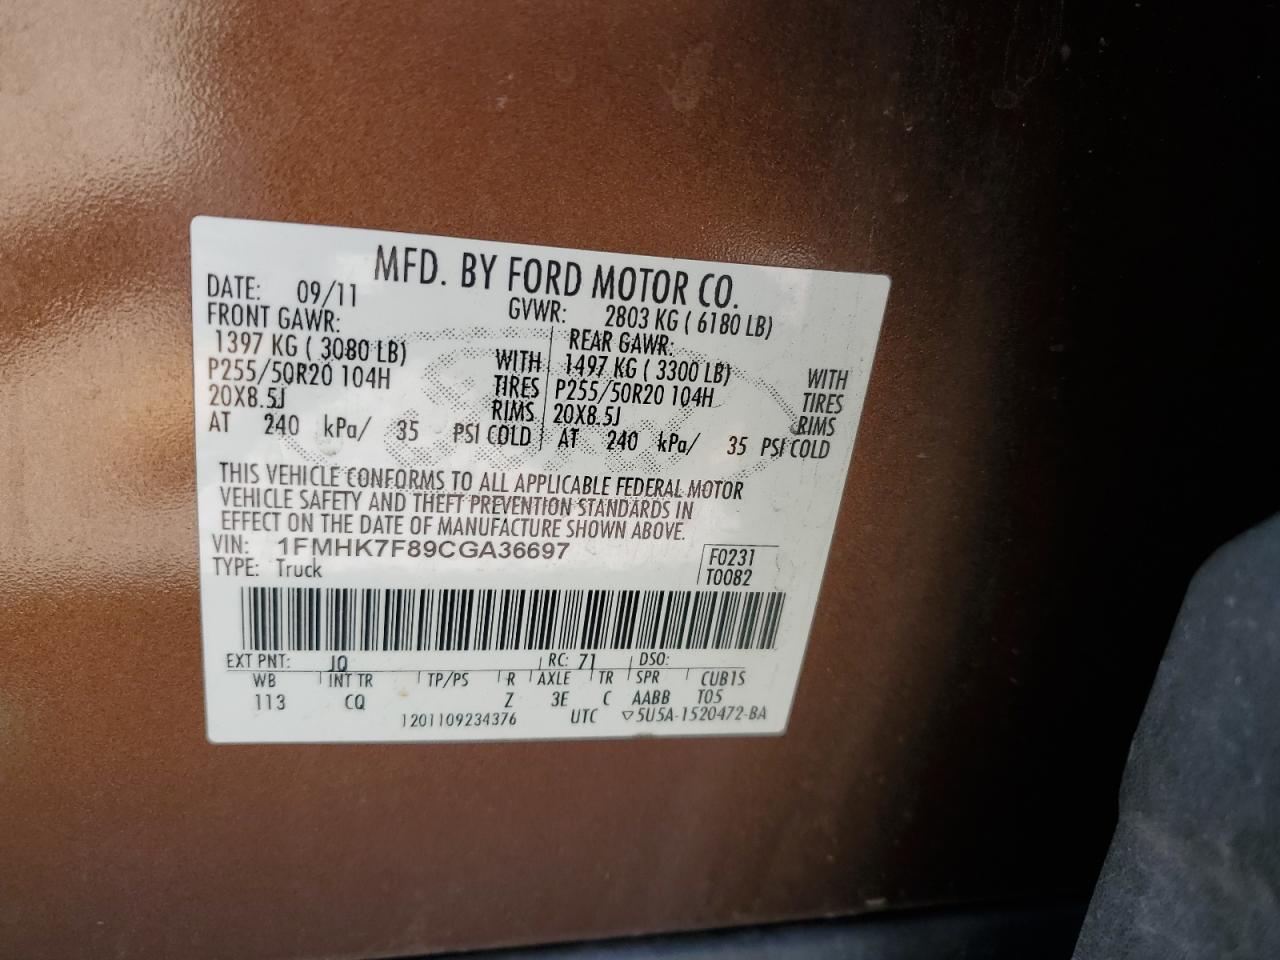 MFD. BY FORD MOTOR CO.
DATE: 09/11 GVWR: 2803 KG ( 6180 LB)
FRONT GAWR: REAR GAWR:
1397 KG ( 3080 LB) WITH 1497 KG ( 3300 LB) WITH
P255/50R20 104H TIRES P255/50R20 104H TIRES
20X8.5J RIMS 20X8.5J RIMS
AT 240 kPa/ 35 PSI COLD AT 240 kPa/ 35 PSI COLD
THIS VEHICLE CONFORMS TO ALL APPLICABLE FEDERAL MOTOR
VEHICLE SAFETY AND THEFT PREVENTION STANDARDS IN
EFFECT ON THE DATE OF MANUFACTURE SHOWN ABOVE.
VIN: 1FMHK7F89CGA36697 F0231
TYPE: Truck T0082
EXT PNT: JQ RC: 71 DSO:
WB INT TR TP/PS R AXLE TR SPR CUB1S
113 CQ Z 3E C AABB T05
1201109234376 UTC ▽5U5A-1520472-BA